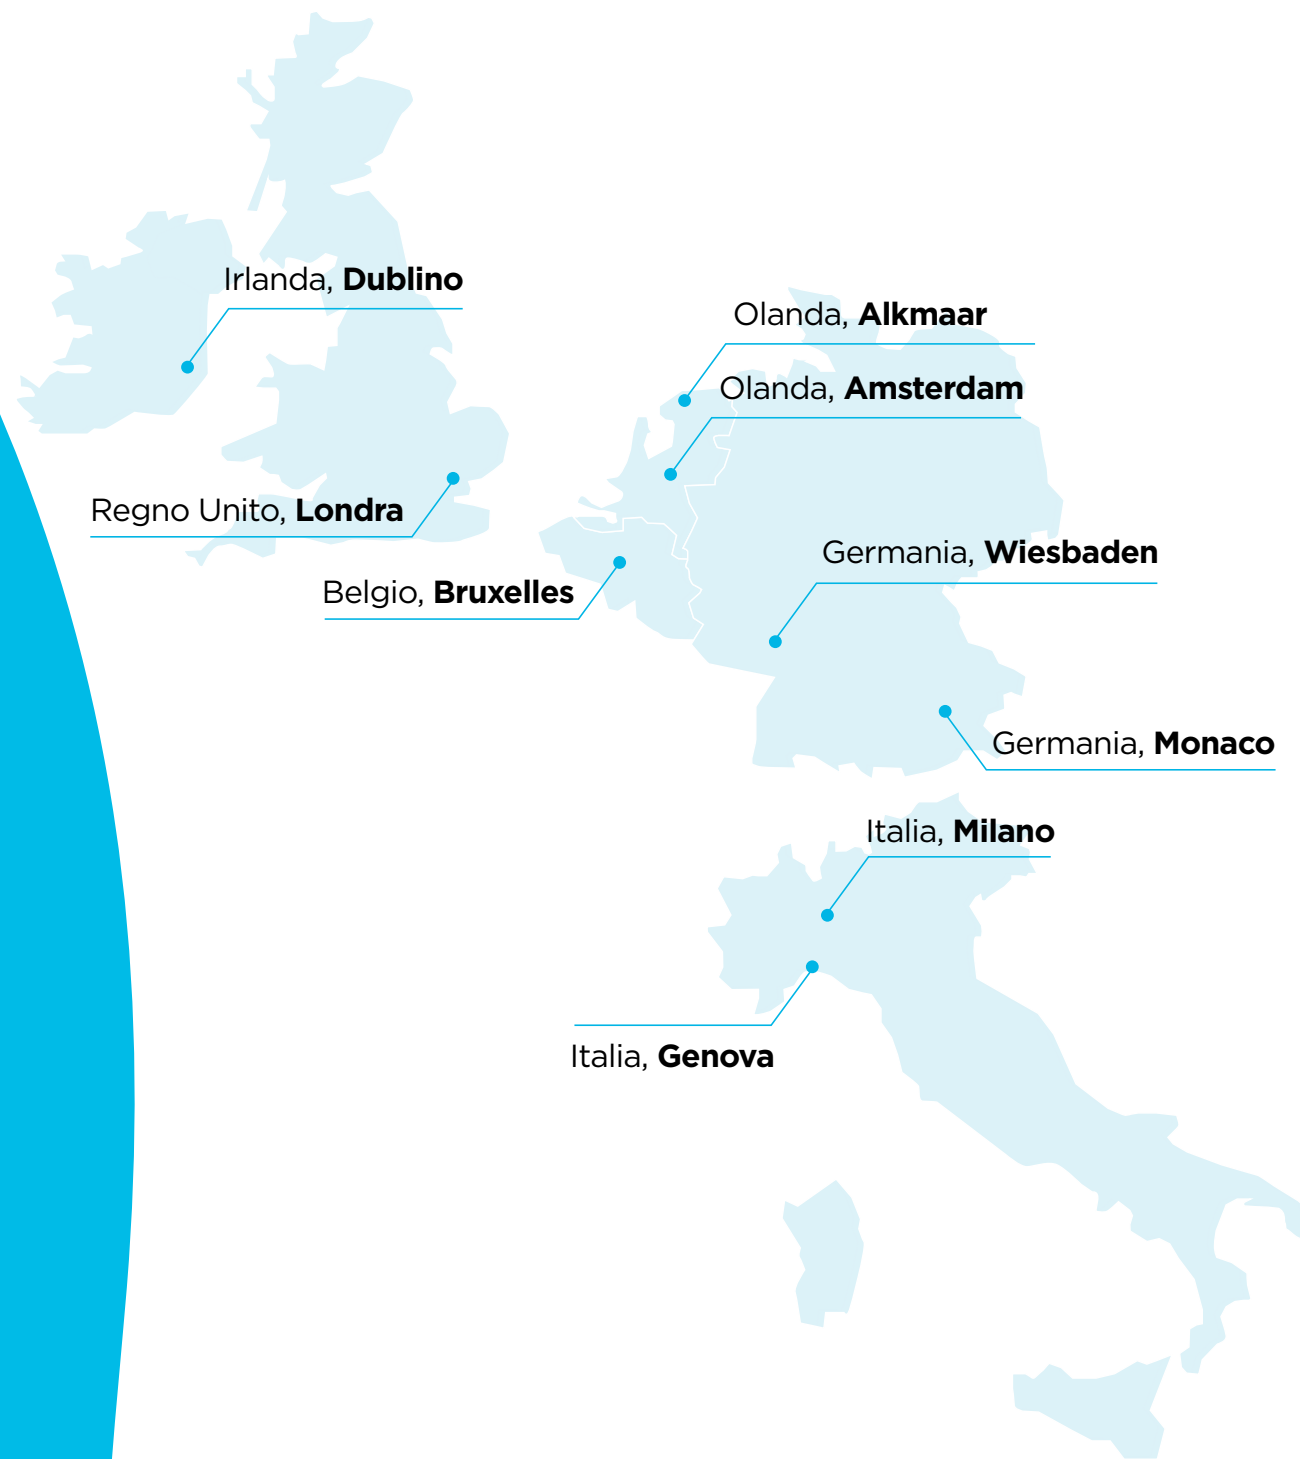 Irlanda, Dublino
Olanda, Alkmaar
Olanda, Amsterdam
Regno Unito, Londra
Germania, Wiesbaden
Belgio, Bruxelles
Germania, Monaco
Italia, Milano
Italia, Genova